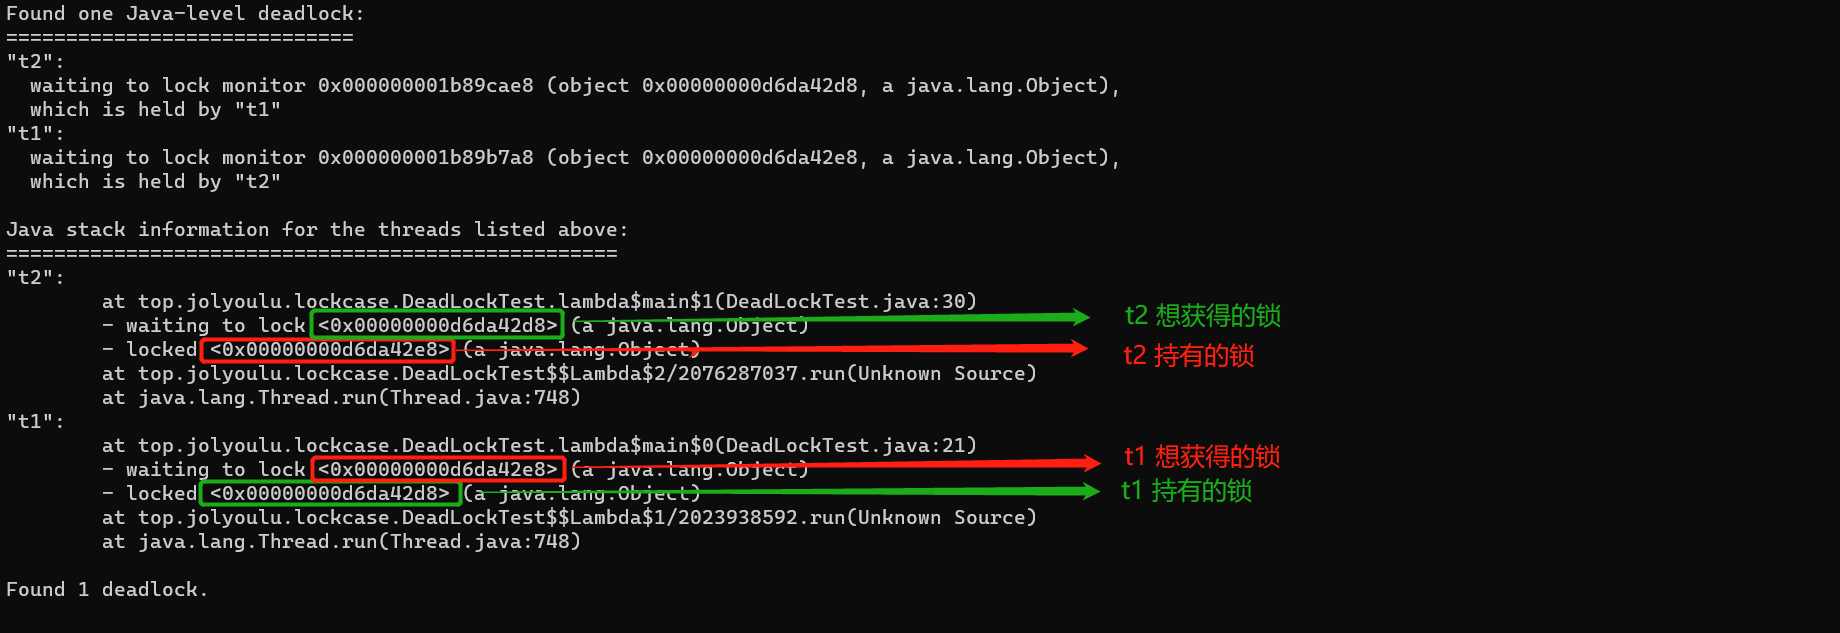 Found one Java-level deadlock:
=============================
"t2":
  waiting to lock monitor 0x000000001b89cae8 (object 0x00000000d6da42d8, a java.lang.Object),
  which is held by "t1"
"t1":
  waiting to lock monitor 0x000000001b89b7a8 (object 0x00000000d6da42e8, a java.lang.Object),
  which is held by "t2"

Java stack information for the threads listed above:
===================================================
"t2":
        at top.jolyoulu.lockcase.DeadLockTest.lambda$main$1(DeadLockTest.java:30)
        - waiting to lock <0x00000000d6da42d8> (a java.lang.Object) t2 想获得的锁
        - locked <0x00000000d6da42e8> (a java.lang.Object) t2 持有的锁
        at top.jolyoulu.lockcase.DeadLockTest$$Lambda$2/2076287037.run(Unknown Source)
        at java.lang.Thread.run(Thread.java:748)
"t1":
        at top.jolyoulu.lockcase.DeadLockTest.lambda$main$0(DeadLockTest.java:21)
        - waiting to lock <0x00000000d6da42e8> (a java.lang.Object) t1 想获得的锁
        - locked <0x00000000d6da42d8> (a java.lang.Object) t1 持有的锁
        at top.jolyoulu.lockcase.DeadLockTest$$Lambda$1/2023938592.run(Unknown Source)
        at java.lang.Thread.run(Thread.java:748)

Found 1 deadlock.